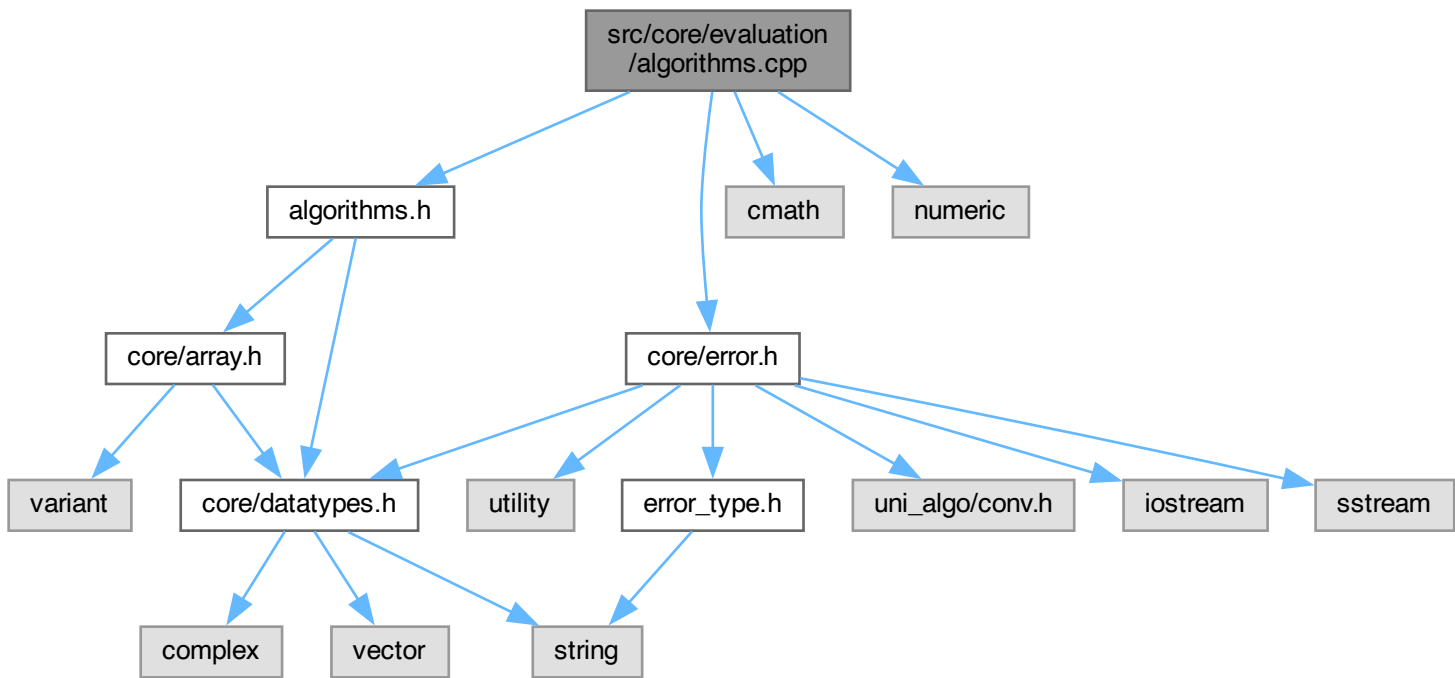 src/core/evaluation
/algorithms.cpp
algorithms.h
cmath
numeric
core/array.h
core/error.h
variant
core/datatypes.h
utility
error_type.h
uni_algo/conv.h
iostream
sstream
complex
vector
string